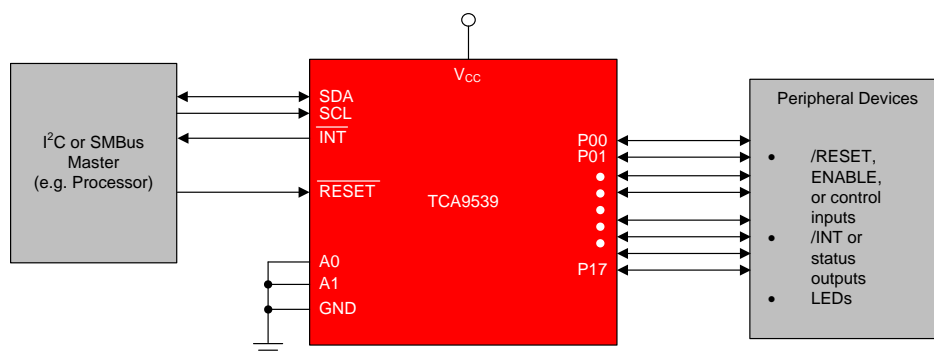 V_CC
I²C or SMBus
Master
(e.g. Processor)
SDA
SCL
INT
RESET
A0
A1
GND
TCA9539
P00
P01
P17
Peripheral Devices
• /RESET,
ENABLE,
or control
inputs
• /INT or
status
outputs
• LEDs